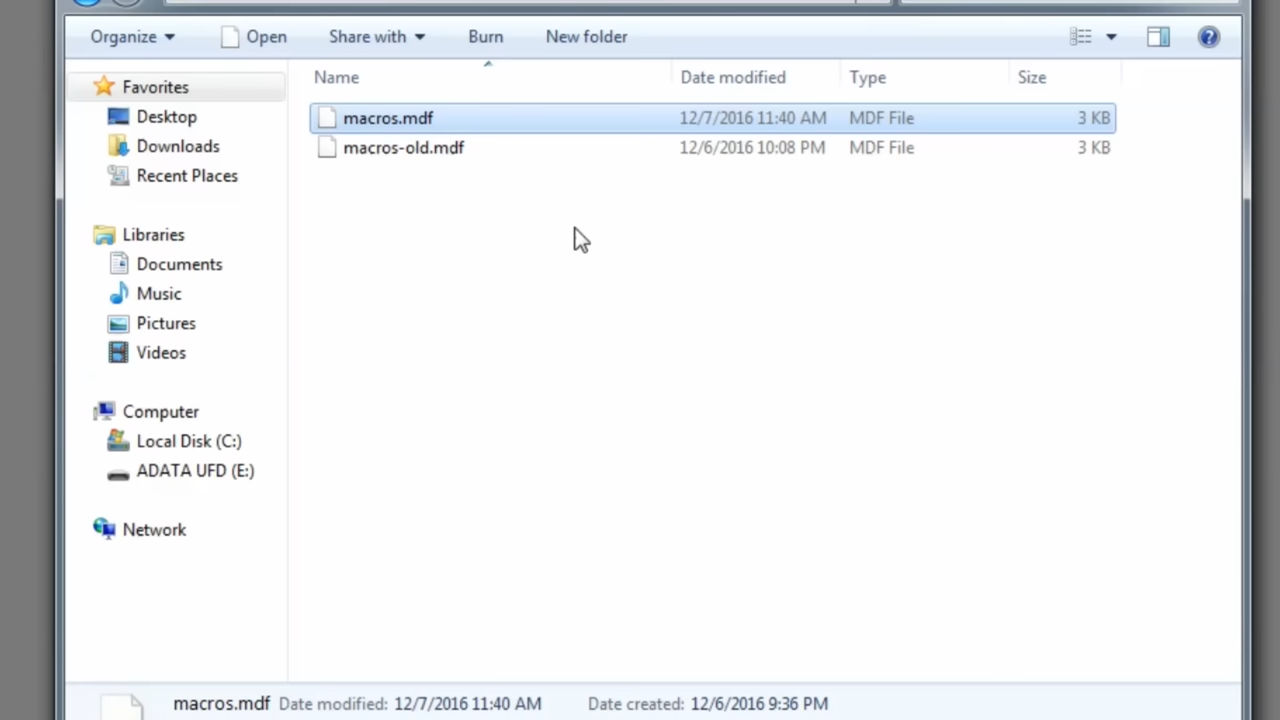 Organize Open Share with Burn New folder
Name Date modified Type Size
Favorites
Desktop
Downloads
Recent Places
Libraries
Documents
Music
Pictures
Videos
Computer
Local Disk (C:)
ADATA UFD (E:)
Network
macros.mdf 12/7/2016 11:40 AM MDF File 3 KB
macros-old.mdf 12/6/2016 10:08 PM MDF File 3 KB
macros.mdf Date modified: 12/7/2016 11:40 AM Date created: 12/6/2016 9:36 PM